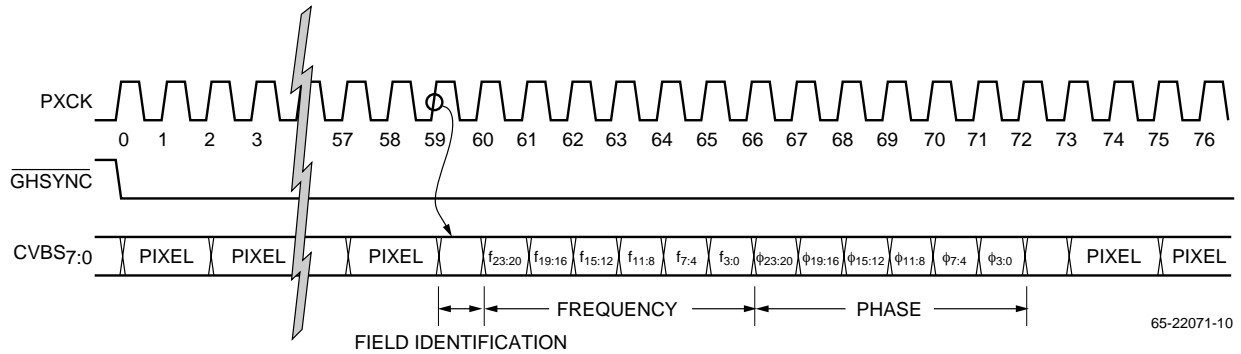 PXCK
0 1 2 3 57 58 59 60 61 62 63 64 65 66 67 68 69 70 71 72 73 74 75 76
GHSYNC
CVBS7:0 PIXEL PIXEL PIXEL f23:20 f19:16 f15:12 f11:8 f7:4 f3:0 ϕ23:20 ϕ19:16 ϕ15:12 ϕ11:8 ϕ7:4 ϕ3:0 PIXEL PIXEL
FREQUENCY PHASE
FIELD IDENTIFICATION
65-22071-10